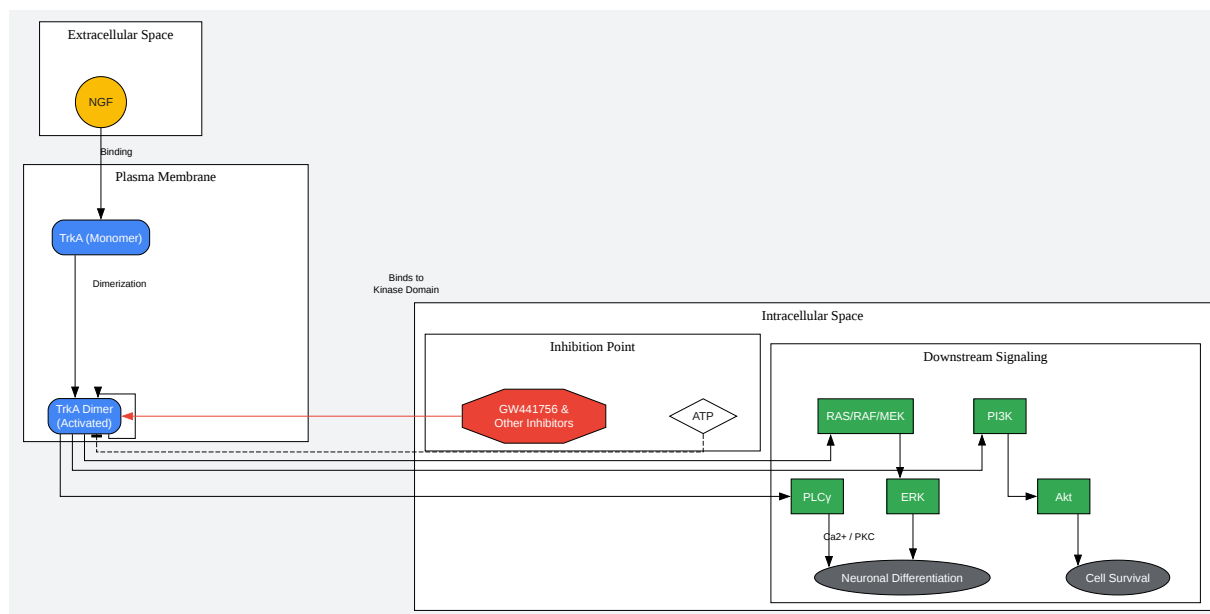 Extracellular Space
NGF
Binding
Plasma Membrane
TrkA (Monomer)
Dimerization
Binds to
Kinase Domain
TrkA Dimer
(Activated)
Intracellular Space
Inhibition Point
GW441756 &
Other Inhibitors
ATP
Downstream Signaling
RAS/RAF/MEK
PI3K
PLCγ
ERK
Akt
Ca2+ / PKC
Neuronal Differentiation
Cell Survival